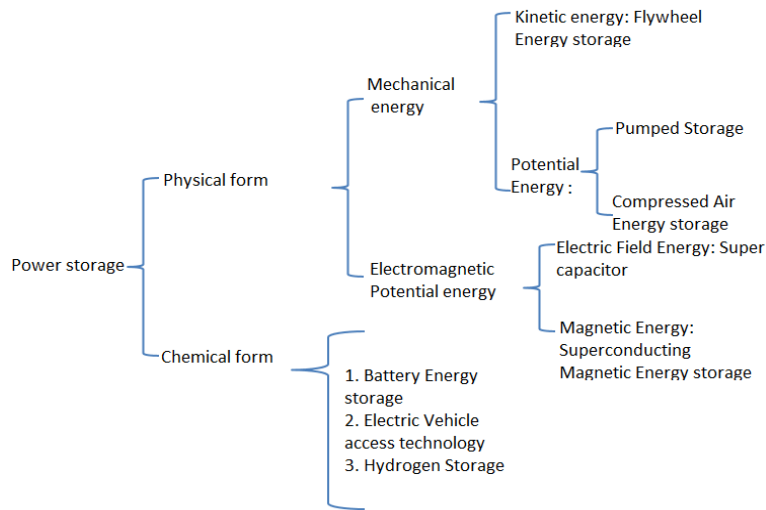 Kinetic energy: Flywheel
Energy storage
Mechanical
energy
Pumped Storage
Potential
Energy :
Physical form
Compressed Air
Energy storage
Power storage
Electromagnetic
Potential energy
Electric Field Energy: Super
capacitor
Magnetic Energy:
Superconducting
Magnetic Energy storage
Chemical form
1. Battery Energy
storage
2. Electric Vehicle
access technology
3. Hydrogen Storage